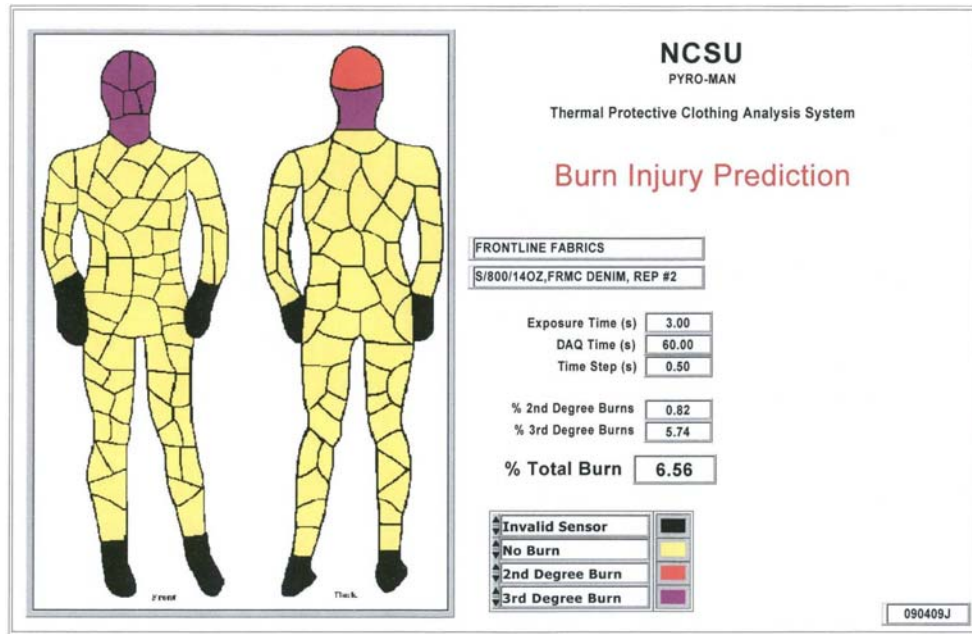 NCSU
PYRO-MAN
Thermal Protective Clothing Analysis System
Burn Injury Prediction
FRONTLINE FABRICS
S/800/14OZ,FRMC DENIM, REP #2
Exposure Time (s) 3.00
DAQ Time (s) 60.00
Time Step (s) 0.50
% 2nd Degree Burns 0.82
% 3rd Degree Burns 5.74
% Total Burn 6.56
Invalid Sensor
No Burn
2nd Degree Burn
3rd Degree Burn
Front
090409J